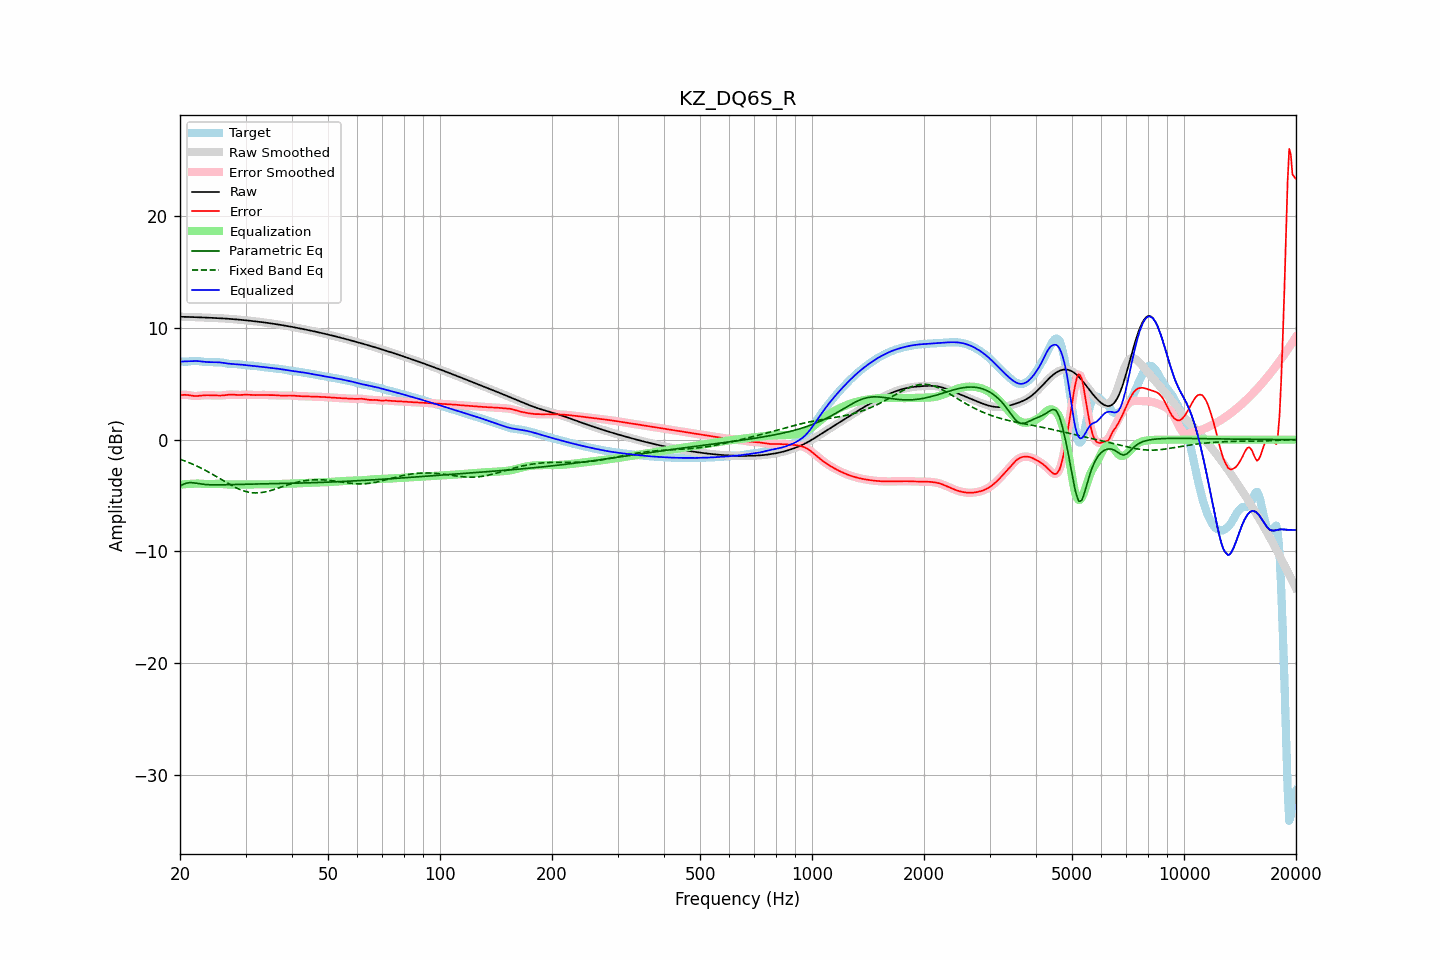 KZ_DQ6S_R
Target
Raw Smoothed
Error Smoothed
Raw
Error
Equalization
Parametric Eq
Fixed Band Eq
Equalized
20
10
0
−10
−20
−30
Amplitude (dBr)
20 50 100 200 500 1000 2000 5000 10000 20000
Frequency (Hz)